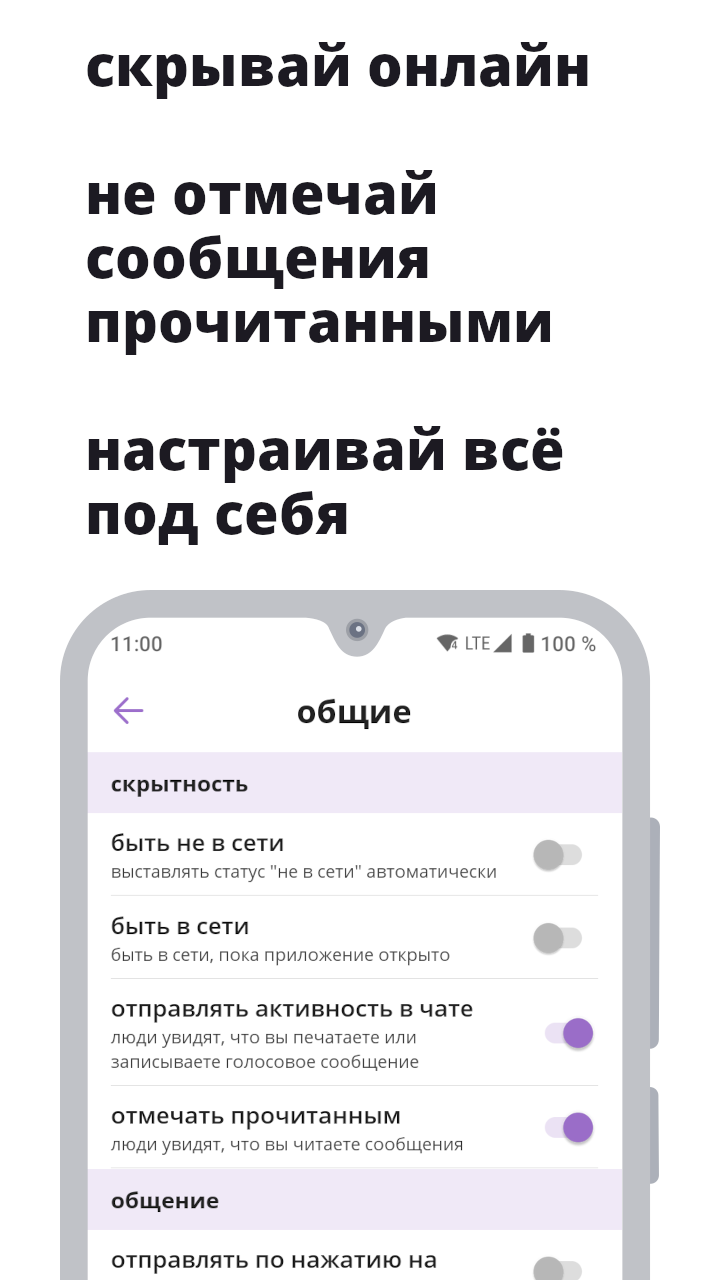 скрывай онлайн
не отмечай
сообщения
прочитанными
настраивай всё
под себя
11:00 4 LTE 100 %
общие
скрытность
быть не в сети
выставлять статус "не в сети" автоматически
быть в сети
быть в сети, пока приложение открыто
отправлять активность в чате
люди увидят, что вы печатаете или
записываете голосовое сообщение
отмечать прочитанным
люди увидят, что вы читаете сообщения
общение
отправлять по нажатию на